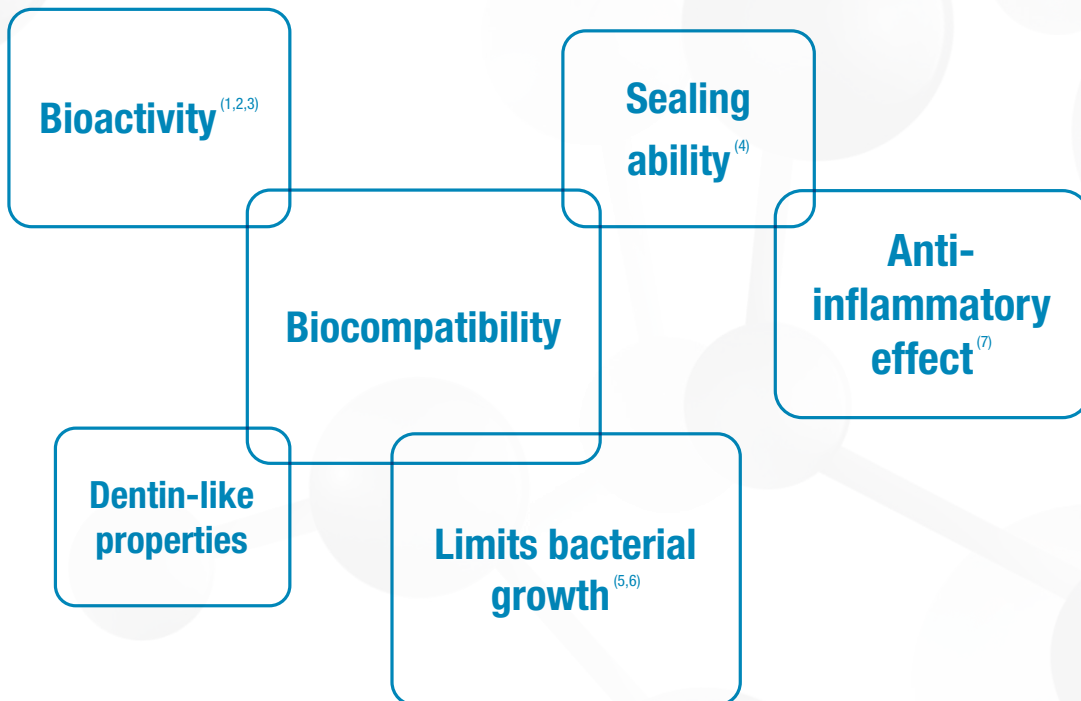 Bioactivity (1,2,3)
Sealing
ability (4)
Biocompatibility
Anti-
inflammatory
effect (7)
Dentin-like
properties
Limits bacterial
growth (5,6)